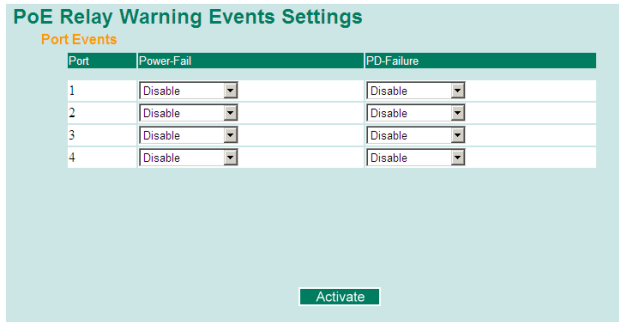 PoE Relay Warning Events Settings
Port Events
Port Power-Fail PD-Failure
1 Disable Disable
2 Disable Disable
3 Disable Disable
4 Disable Disable
Activate